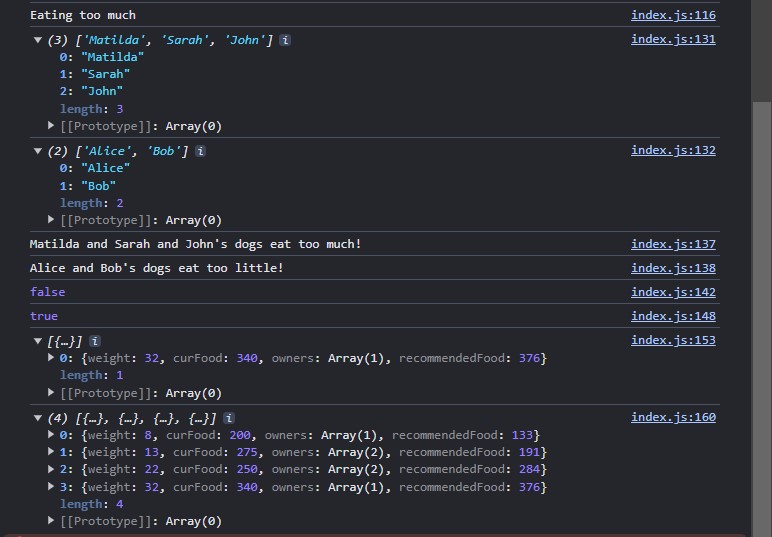 Eating too much index.js:116
(3) ['Matilda', 'Sarah', 'John'] i index.js:131
0: "Matilda"
1: "Sarah"
2: "John"
length: 3
[[Prototype]]: Array(0)
(2) ['Alice', 'Bob'] i index.js:132
0: "Alice"
1: "Bob"
length: 2
[[Prototype]]: Array(0)
Matilda and Sarah and John's dogs eat too much! index.js:137
Alice and Bob's dogs eat too little! index.js:138
false index.js:142
true index.js:148
[{…}] i index.js:153
0: {weight: 32, curFood: 340, owners: Array(1), recommendedFood: 376}
length: 1
[[Prototype]]: Array(0)
(4) [{…}, {…}, {…}, {…}] i index.js:160
0: {weight: 8, curFood: 200, owners: Array(1), recommendedFood: 133}
1: {weight: 13, curFood: 275, owners: Array(2), recommendedFood: 191}
2: {weight: 22, curFood: 250, owners: Array(2), recommendedFood: 284}
3: {weight: 32, curFood: 340, owners: Array(1), recommendedFood: 376}
length: 4
[[Prototype]]: Array(0)